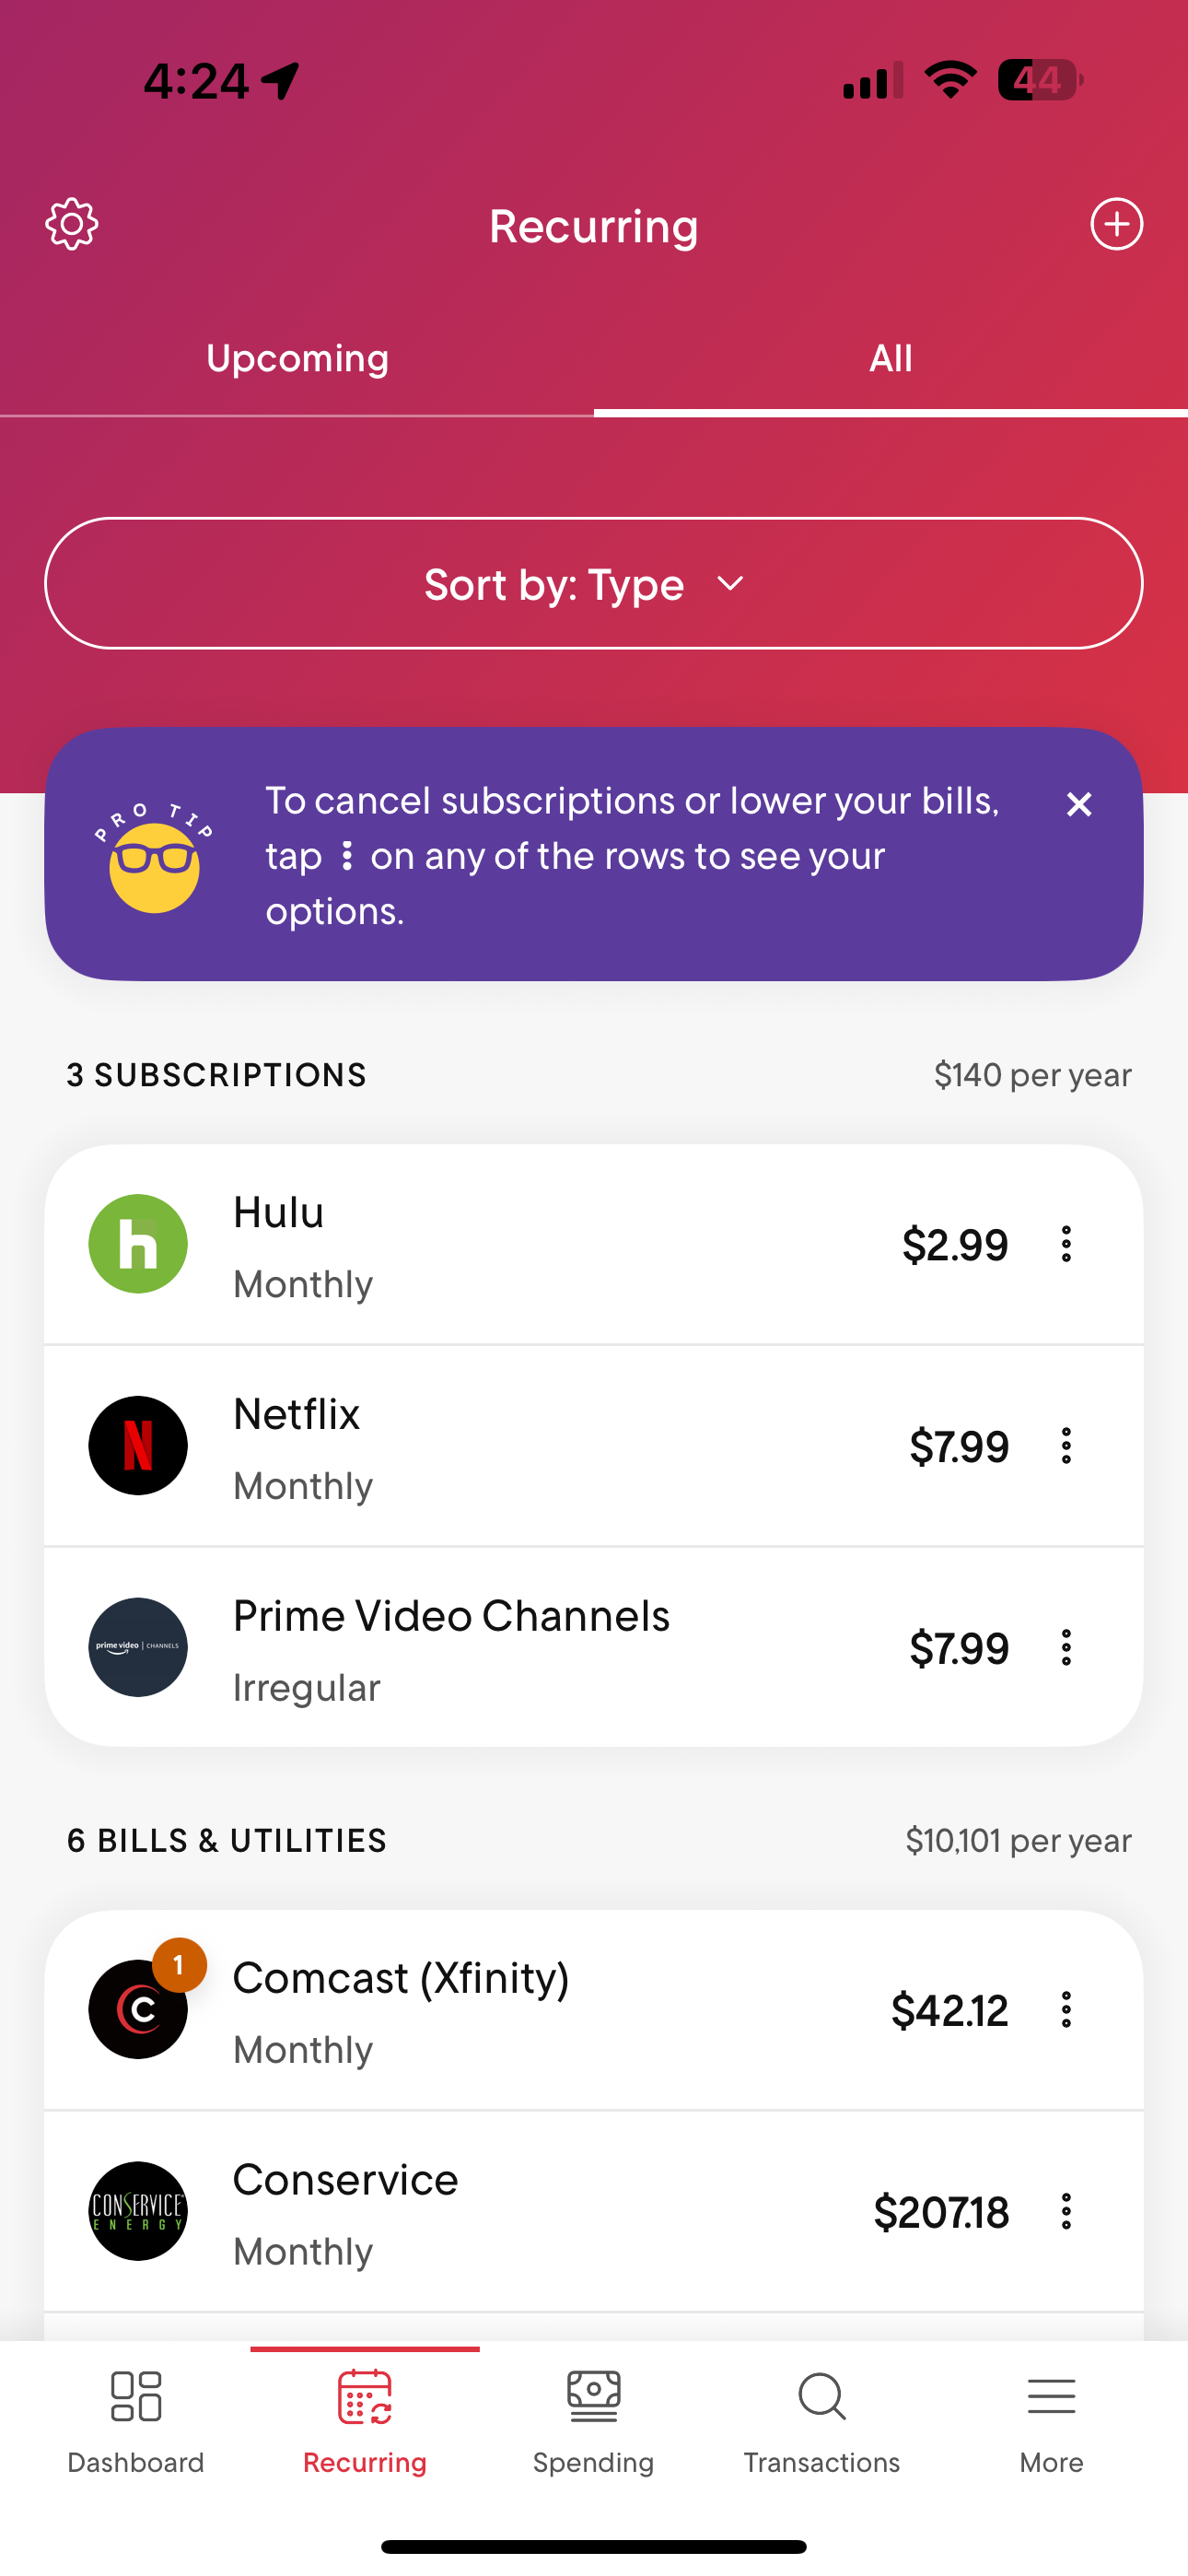 4:24
44
Recurring
Upcoming
All
Sort by: Type
PRO TIP
To cancel subscriptions or lower your bills,
tap ⋮ on any of the rows to see your
options.
3 SUBSCRIPTIONS
$140 per year
h
Hulu
$2.99
Monthly
N
Netflix
$7.99
Monthly
prime video | CHANNELS
Prime Video Channels
$7.99
Irregular
6 BILLS & UTILITIES
$10,101 per year
1
C
Comcast (Xfinity)
$42.12
Monthly
CONSERVICE
ENERGY
Conservice
$207.18
Monthly
Dashboard
Recurring
Spending
Transactions
More